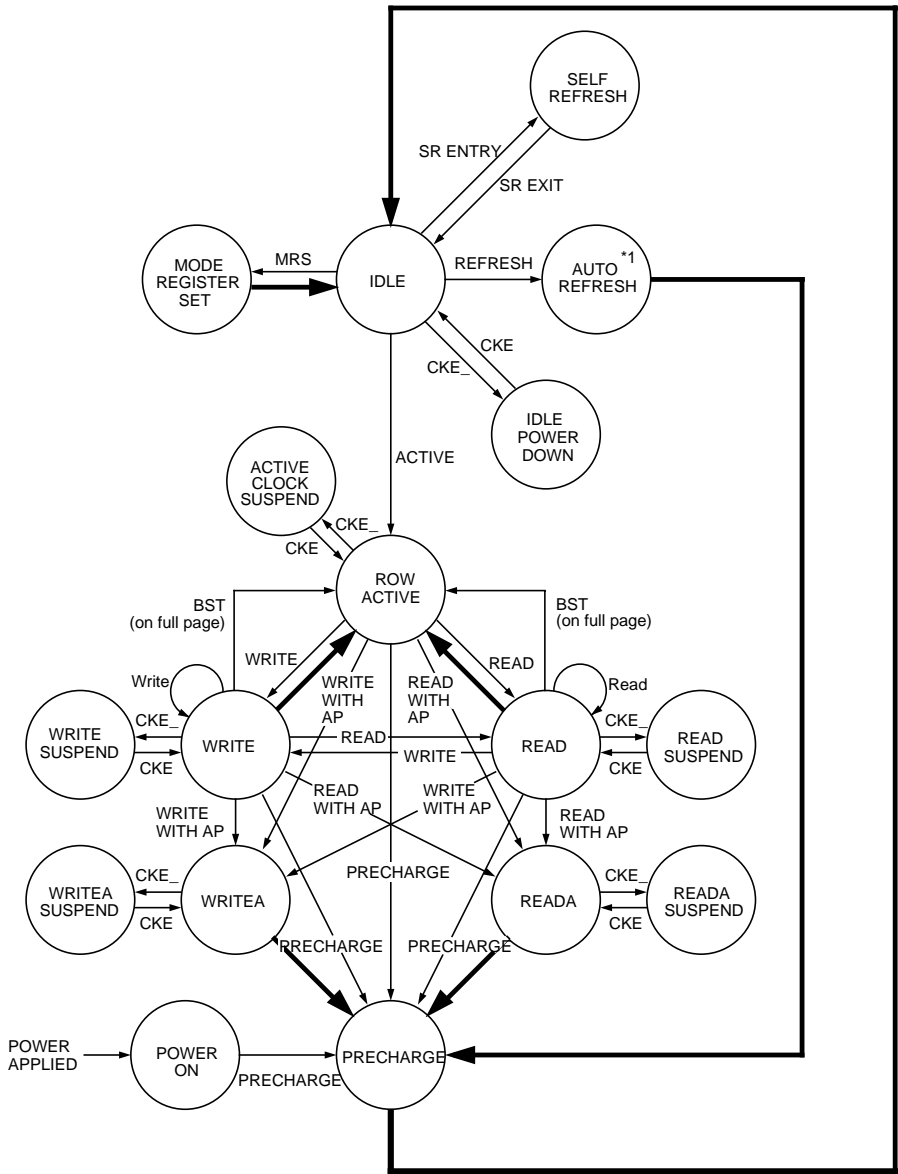 SELF
REFRESH
SR ENTRY
SR EXIT
MODE
REGISTER
SET
MRS
IDLE
REFRESH
AUTO *1
REFRESH
CKE
CKE_
IDLE
POWER
DOWN
ACTIVE
ACTIVE
CLOCK
SUSPEND
CKE_
CKE
ROW
ACTIVE
BST
(on full page)
BST
(on full page)
WRITE
READ
Write
WRITE
WITH
AP
READ
WITH
AP
Read
WRITE
SUSPEND
CKE_
CKE
WRITE
READ
WRITE
READ
CKE_
CKE
READ
SUSPEND
READ
WITH AP
WRITE
WITH AP
WRITE
WITH AP
READ
WITH AP
WRITEA
SUSPEND
CKE_
CKE
WRITEA
PRECHARGE
READA
CKE_
CKE
READA
SUSPEND
PRECHARGE
PRECHARGE
POWER
APPLIED
POWER
ON
PRECHARGE
PRECHARGE